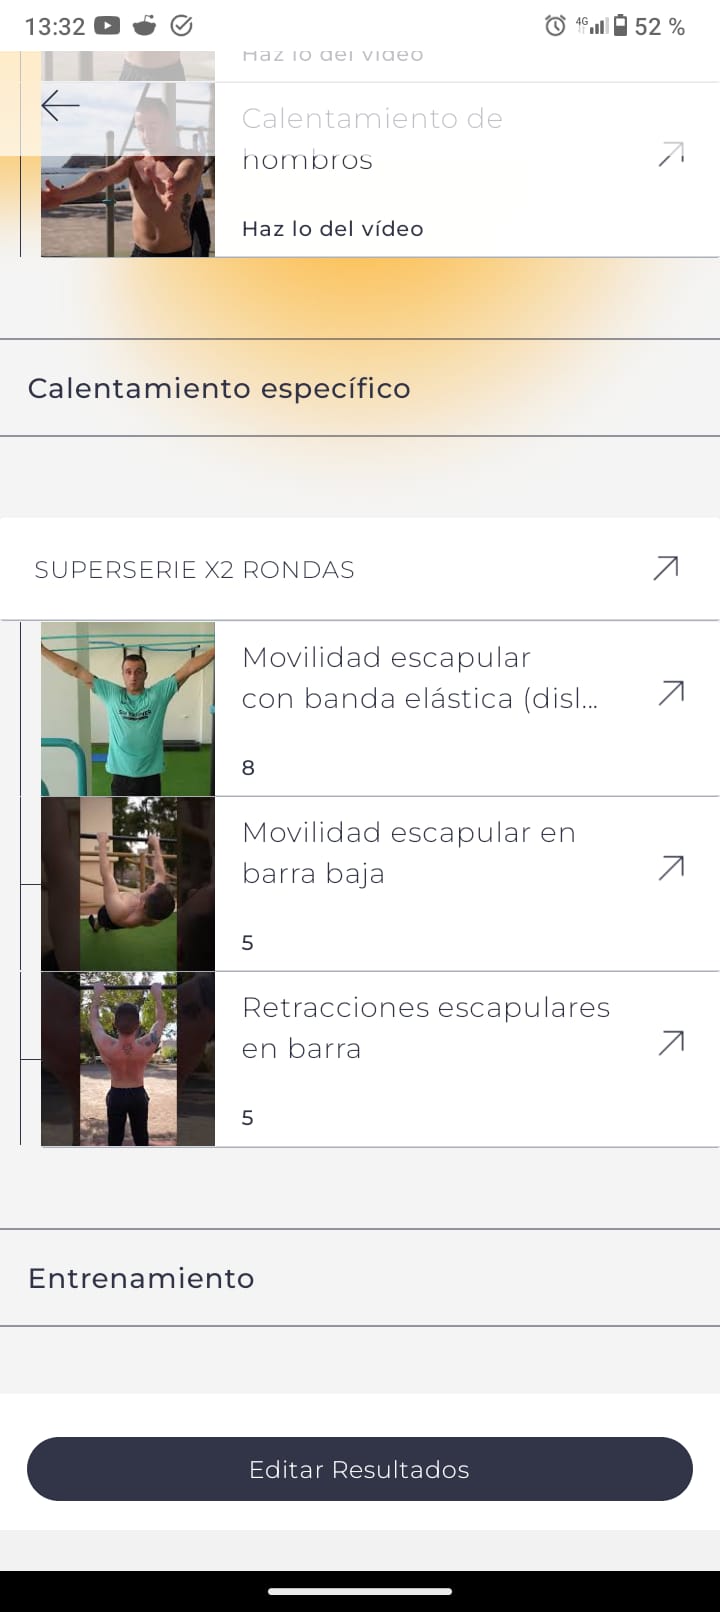 13:32
4G
52 %
Haz lo del vídeo
Calentamiento de
hombros
Haz lo del vídeo
Calentamiento específico
SUPERSERIE X2 RONDAS
Movilidad escapular
con banda elástica (disl...
8
Movilidad escapular en
barra baja
5
Retracciones escapulares
en barra
5
Entrenamiento
Editar Resultados